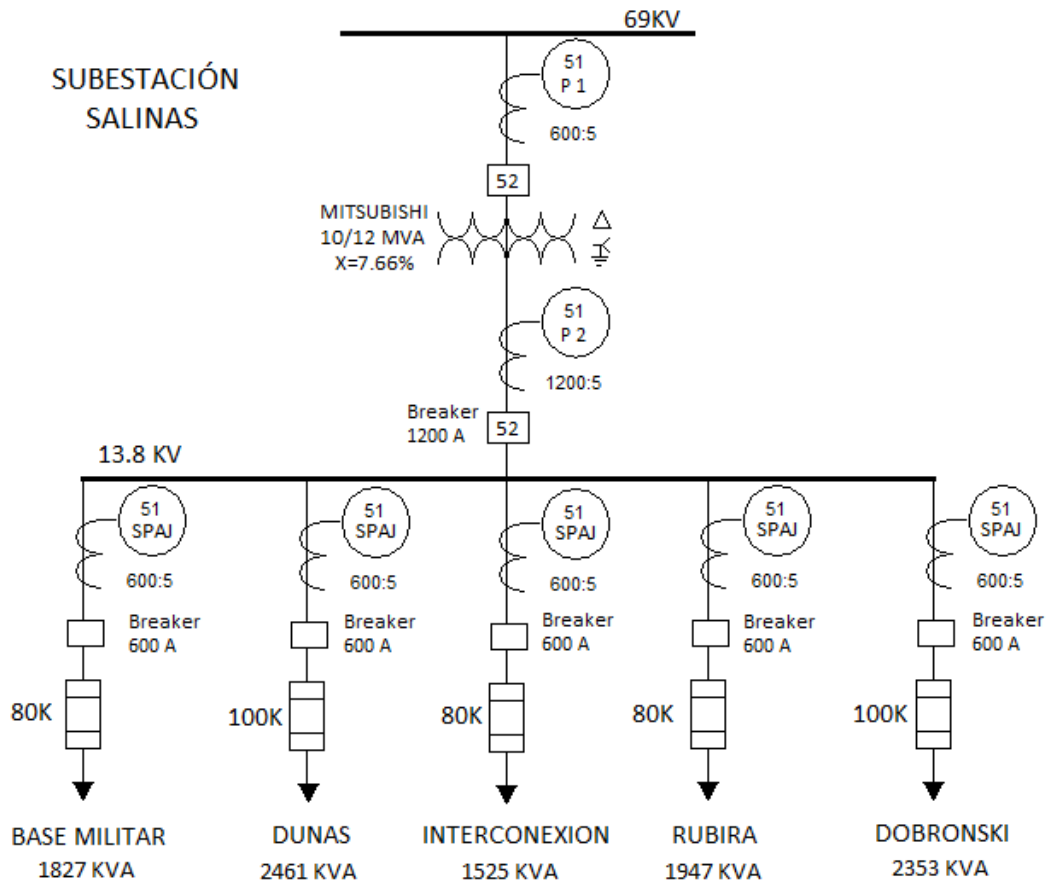 69KV
SUBESTACIÓN
SALINAS
51
P 1
600:5
52
MITSUBISHI
10/12 MVA
X=7.66%
51
P 2
1200:5
Breaker
1200 A
52
13.8 KV
51
SPAJ
51
SPAJ
51
SPAJ
51
SPAJ
51
SPAJ
600:5
600:5
600:5
600:5
600:5
Breaker
600 A
Breaker
600 A
Breaker
600 A
Breaker
600 A
Breaker
600 A
80K
100K
80K
80K
100K
BASE MILITAR
1827 KVA
DUNAS
2461 KVA
INTERCONEXION
1525 KVA
RUBIRA
1947 KVA
DOBRONSKI
2353 KVA